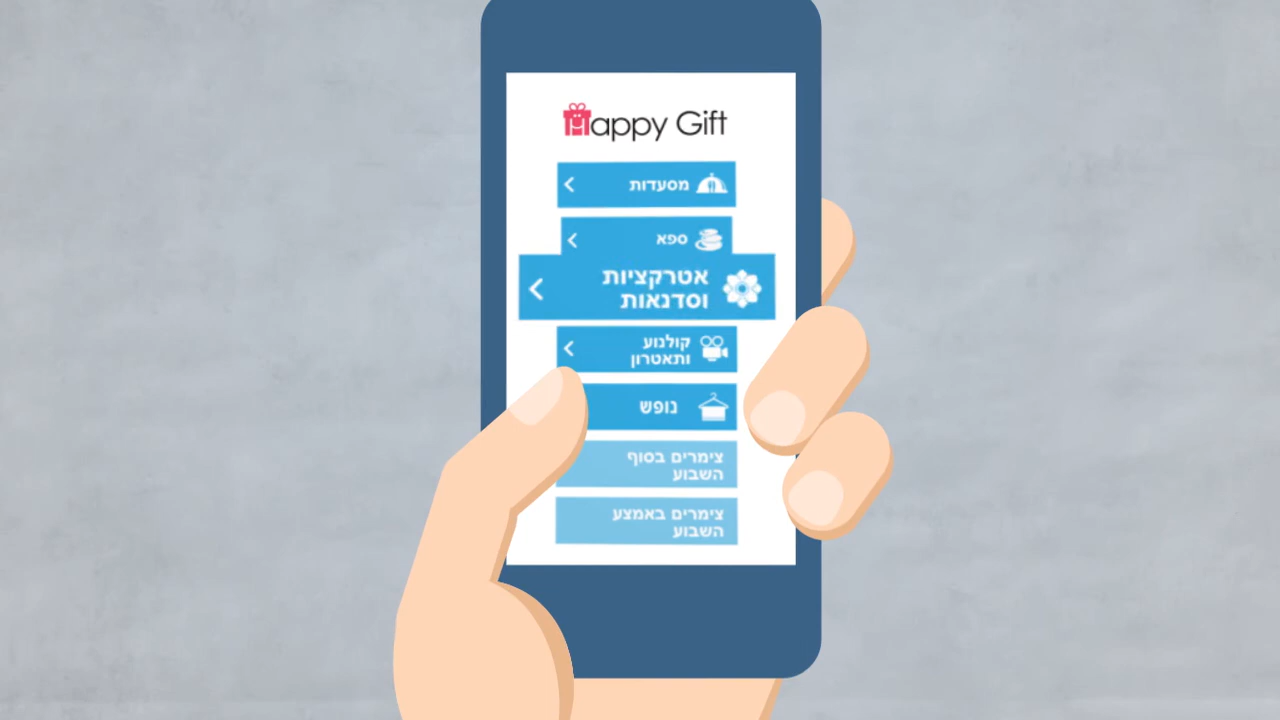 Happy Gift
מסעדות
ספא
אטרקציות
וסדנאות
קולנוע
ותאטרון
נופש
צימרים בסוף
השבוע
צימרים באמצע
השבוע